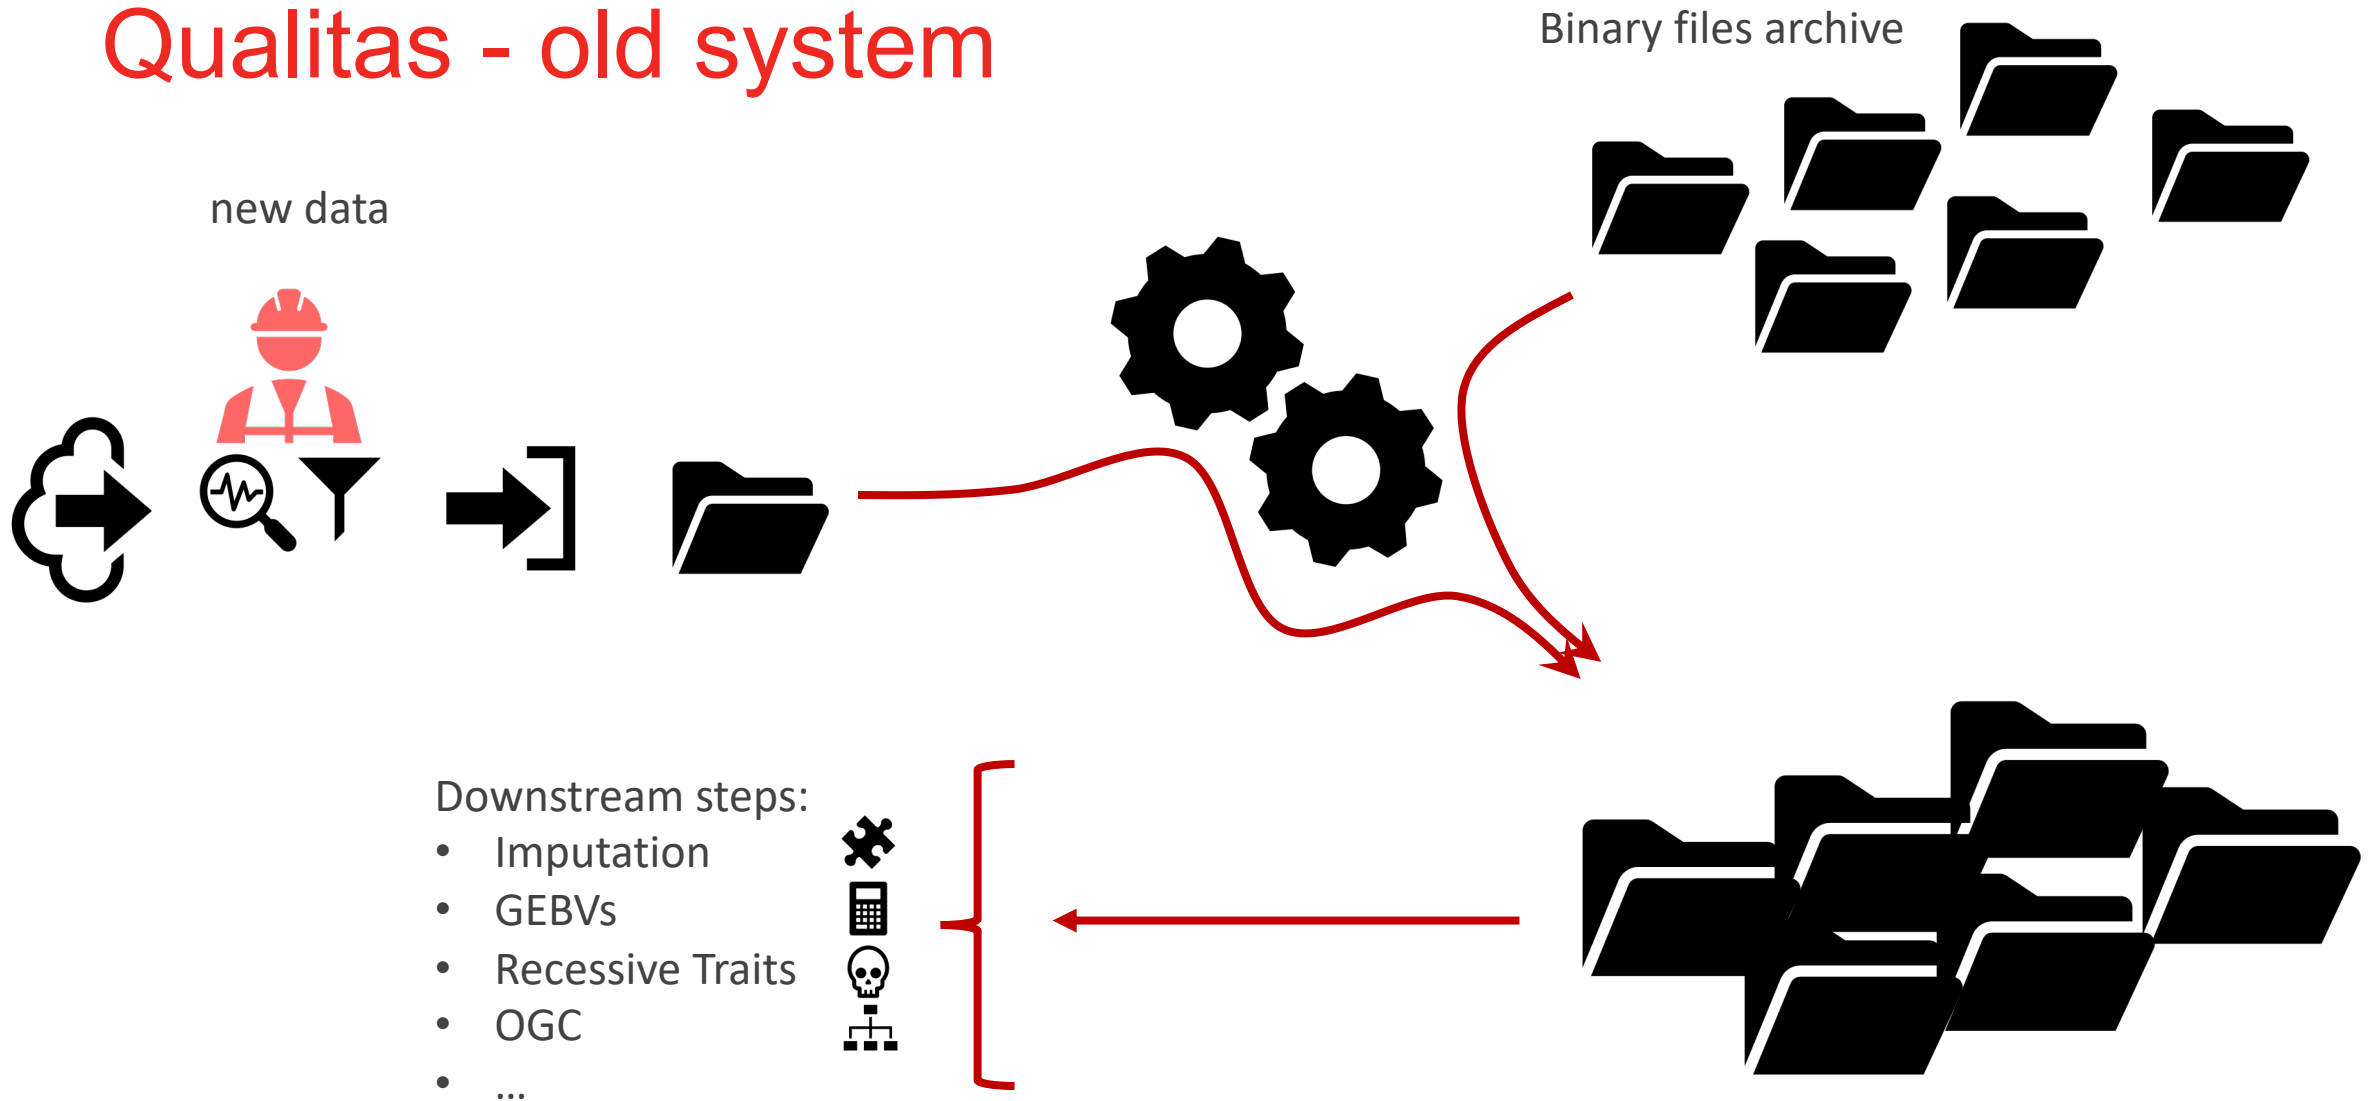 Qualitas - old system
Binary files archive
new data
Downstream steps:
• Imputation
• GEBVs
• Recessive Traits
• OGC
• ...